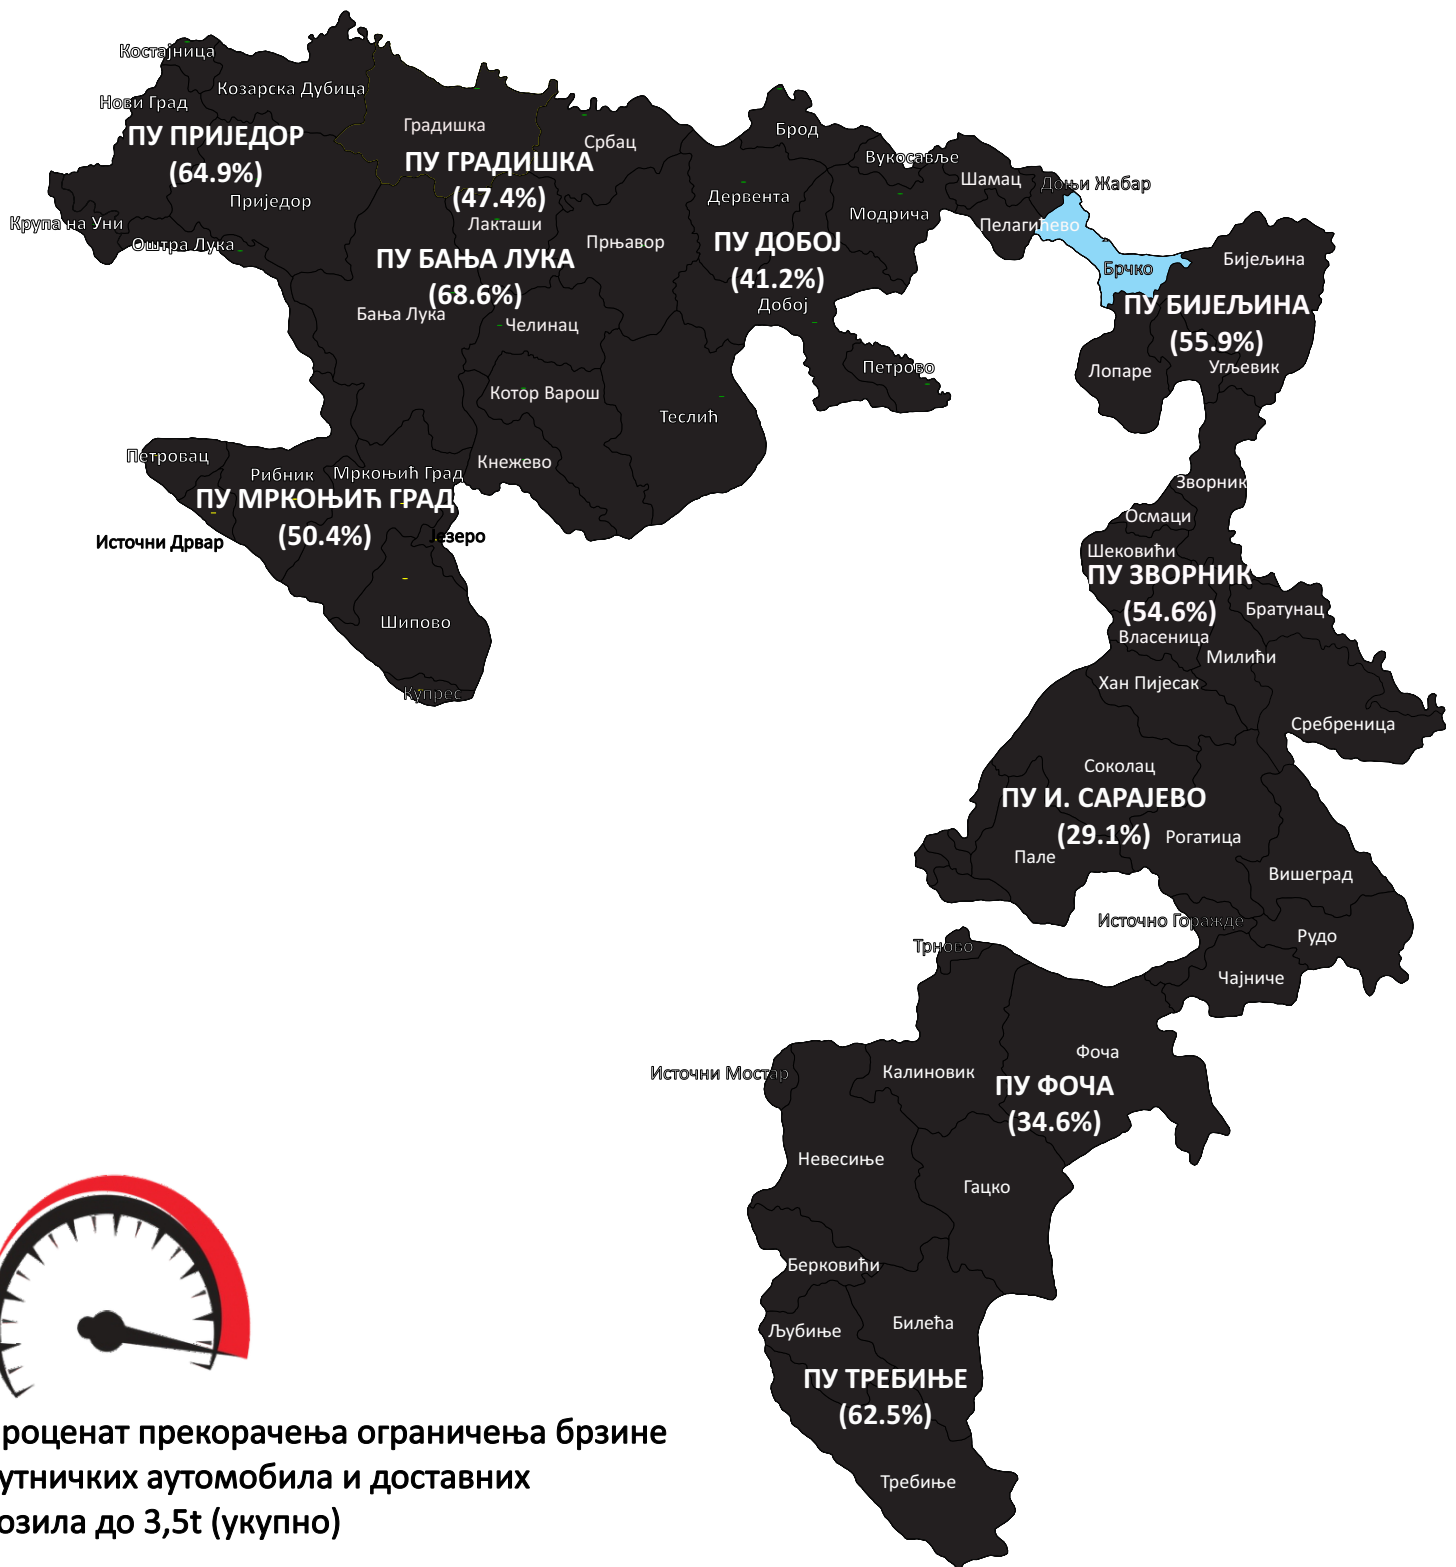 Костајница
Козарска Дубица
Нови Град
ПУ ПРИЈЕДОР
(64.9%)
Приједор
Крупа на Уни
Оштра Лука
Градишка
ПУ ГРАДИШКА
(47.4%)
Србац
Лакташи
ПУ БАЊА ЛУКА
(68.6%)
Бања Лука
Прњавор
Челинац
Котор Варош
Кнежево
Теслић
Брод
Вукосавље
Дервента
Модрича
ПУ ДОБОЈ
(41.2%)
Добој
Петрово
Шамац
Доњи Жабар
Пелагићево
Брчко
Бијељина
ПУ БИЈЕЉИНА
(55.9%)
Лопаре
Угљевик
Петровац
Рибник
Мркоњић Град
ПУ МРКОЊИЋ ГРАД
(50.4%)
Источни Дрвар
Језеро
Шипово
Купрес
Зворник
Осмаци
Шековићи
ПУ ЗВОРНИК
(54.6%)
Братунац
Власеница
Милићи
Хан Пијесак
Сребреница
Соколац
ПУ И. САРАЈЕВО
(29.1%)
Рогатица
Пале
Вишеград
Источно Горажде
Рудо
Трново
Чајниче
Фоча
Источни Мостар
Калиновик
ПУ ФОЧА
(34.6%)
Невесиње
Гацко
Берковићи
Љубиње
Билећа
ПУ ТРЕБИЊЕ
(62.5%)
Требиње
роценат прекорачења ограничења брзине
утничких аутомобила и доставних
озила до 3,5t (укупно)